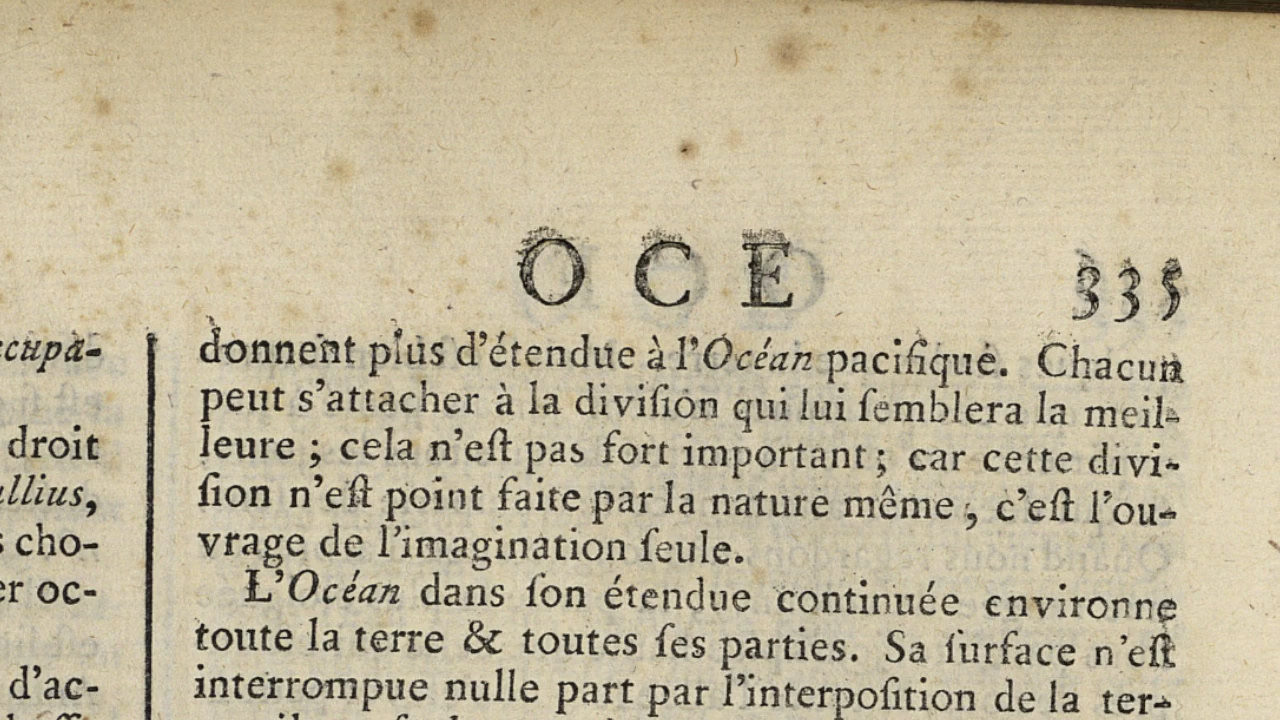 O C E 335
droit
cho-
oc-
d'ac-
donnent plus d'étendue à l'Océan pacifique. Chacun
peut s'attacher à la diviſion qui lui ſemblera la meil-
leure ; cela n'eſt pas fort important ; car cette divi-
ſion n'eſt point faite par la nature même, c'eſt l'ou-
vrage de l'imagination ſeule.
L'Océan dans ſon étendue continuée environne
toute la terre & toutes ſes parties. Sa ſurface n'eſt
interrompue nulle part par l'interpoſition de la ter-